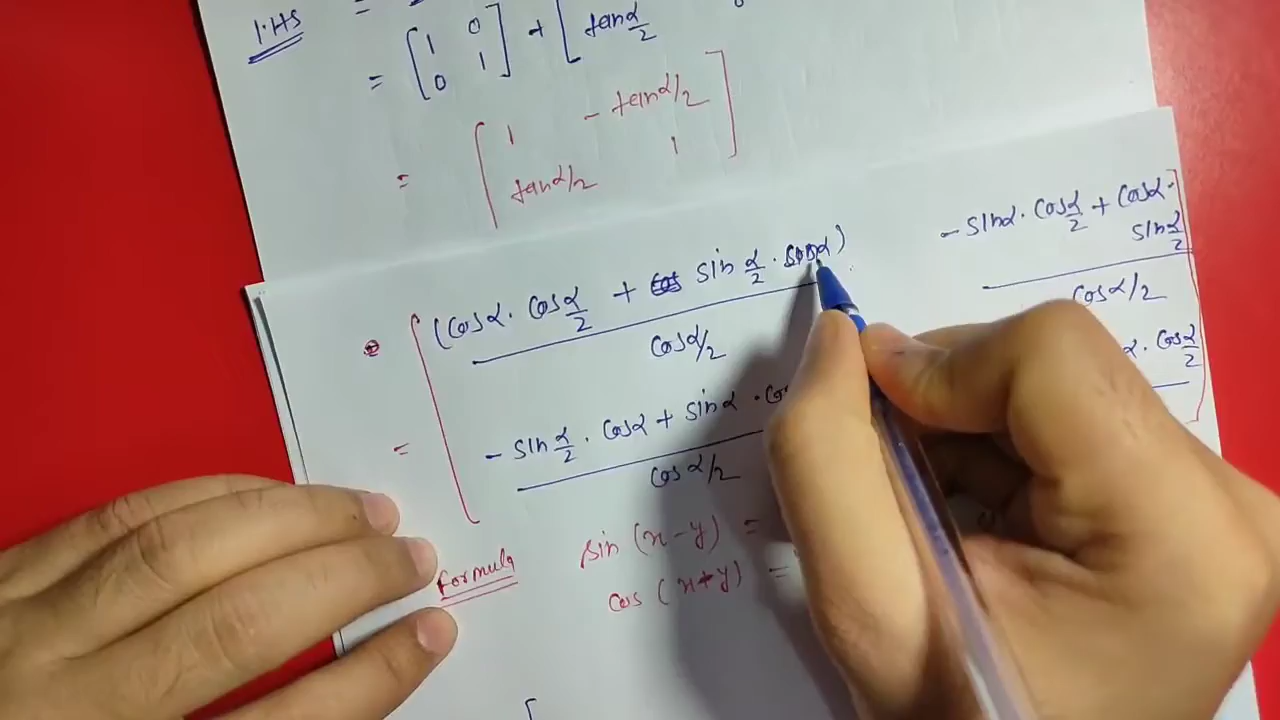 L.HS =
= [1 0 0 1] + [tanα/2 0
= [1 -tanα/2 tanα/2 1]
[(cosα . cosα/2 + sin α/2 . sinα) / cosα/2
-sinα . cosα/2 + cosα . sinα/2 / cosα/2
= -sin α/2 . cosα + sinα . cos / cosα/2
α . cosα/2]
Formula sin (x-y) =
cos (x+y) =
[